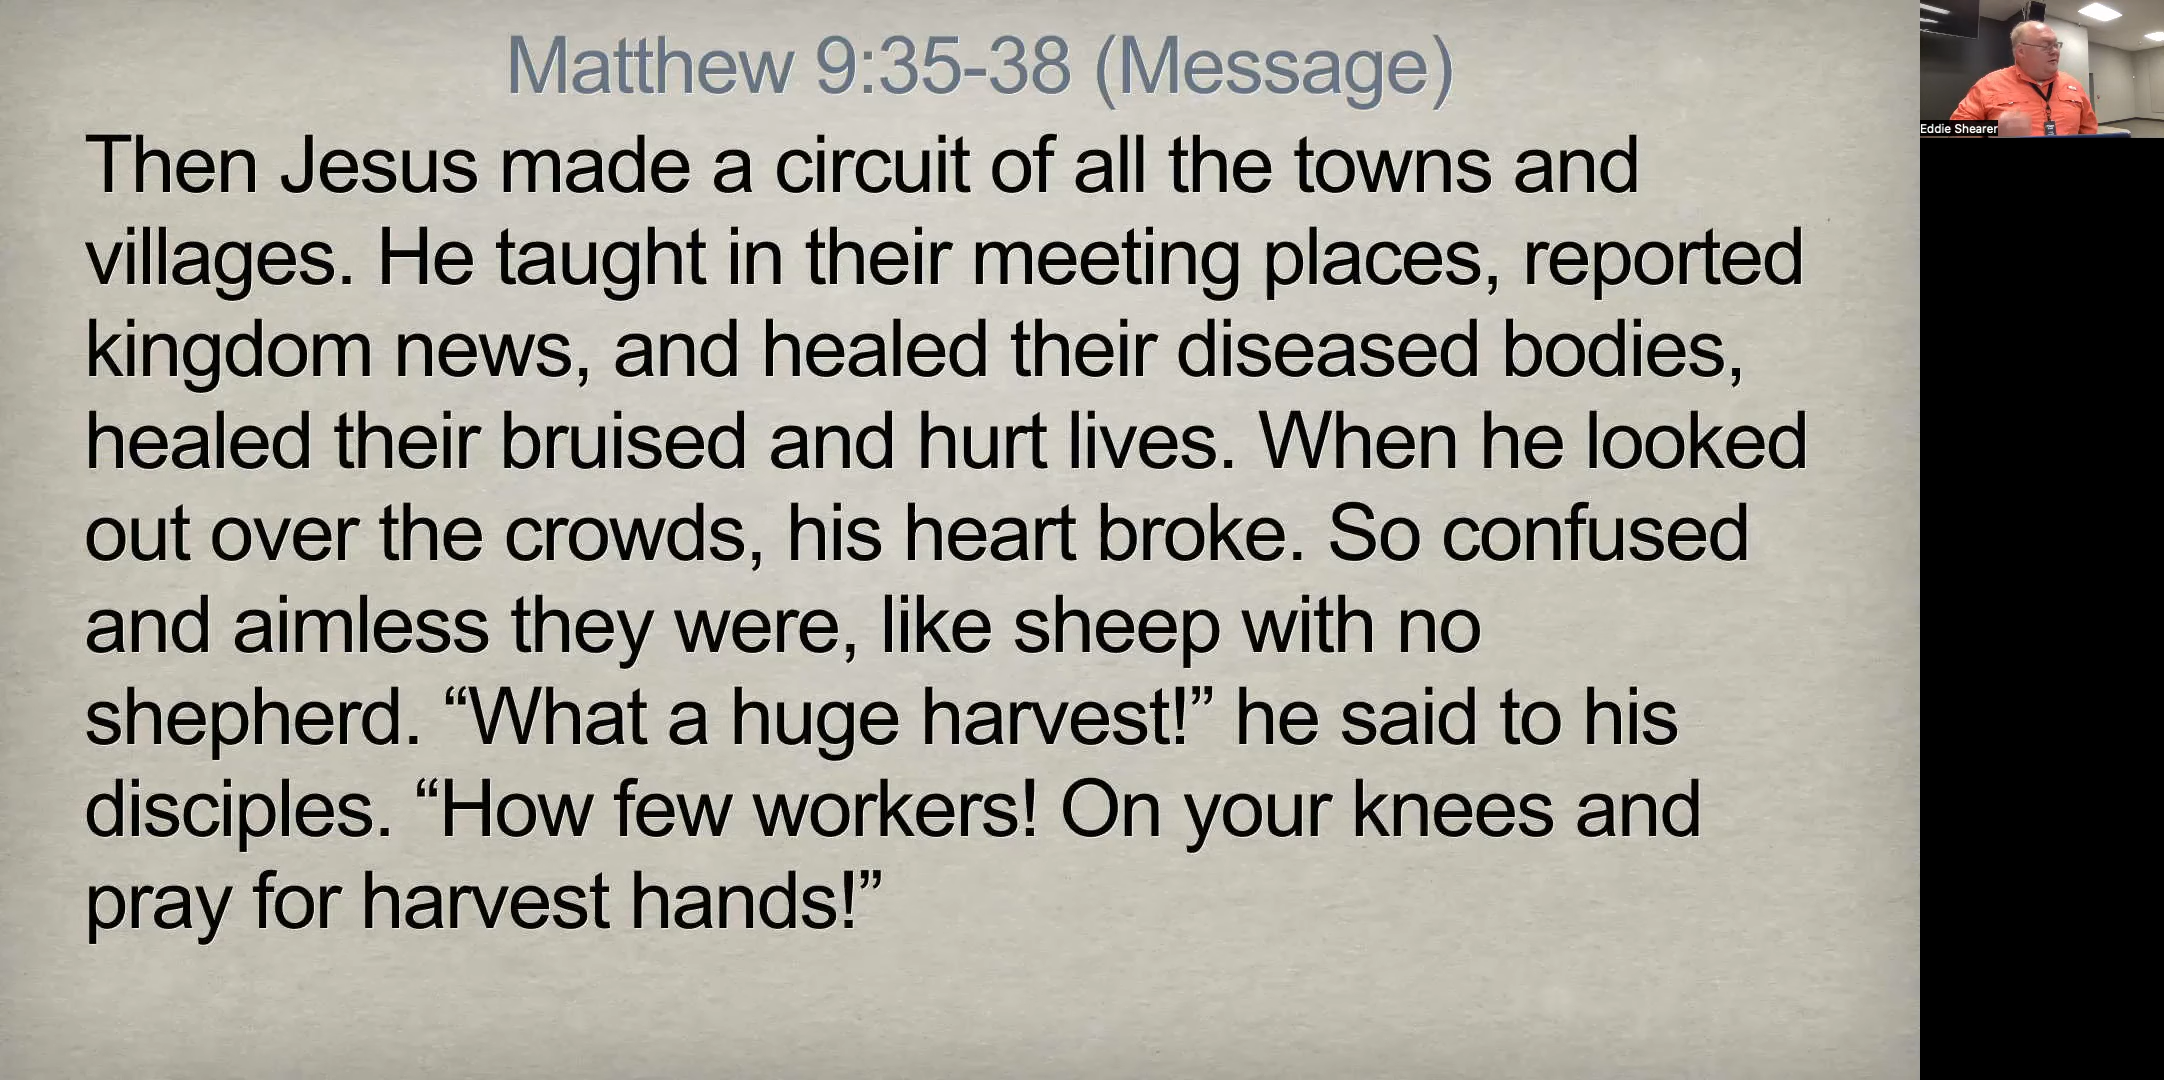 Matthew 9:35-38 (Message)
Then Jesus made a circuit of all the towns and
villages. He taught in their meeting places, reported
kingdom news, and healed their diseased bodies,
healed their bruised and hurt lives. When he looked
out over the crowds, his heart broke. So confused
and aimless they were, like sheep with no
shepherd. “What a huge harvest!” he said to his
disciples. “How few workers! On your knees and
pray for harvest hands!”
Eddie Shearer